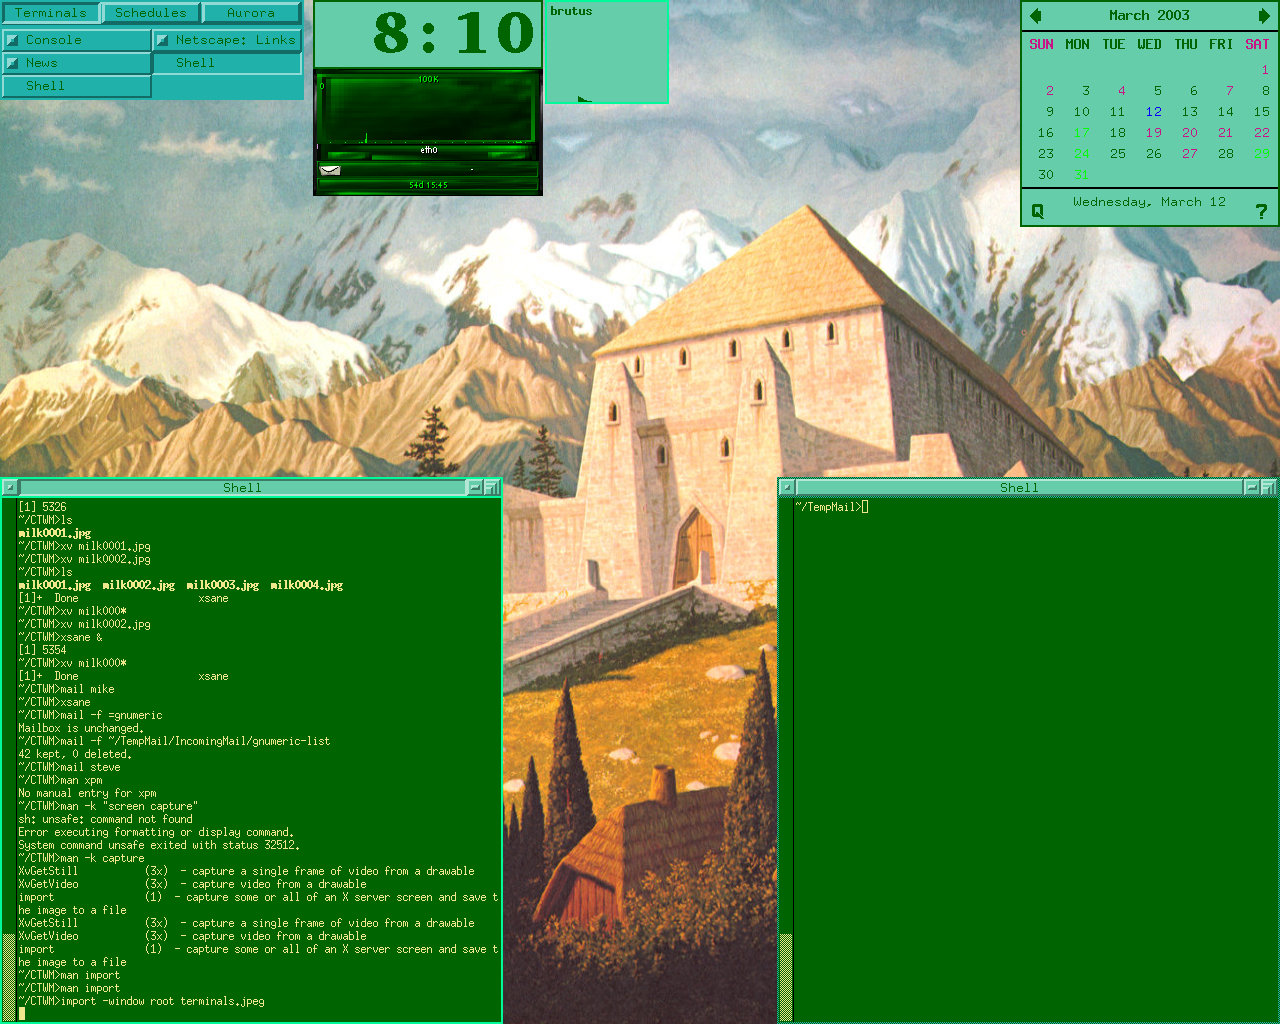 Terminals Schedules Aurora
Console Netscape: Links
News Shell
Shell
8:10
100K
0
eth0
54d 15:45
brutus
March 2003
SUN MON TUE WED THU FRI SAT
1
2 3 4 5 6 7 8
9 10 11 12 13 14 15
16 17 18 19 20 21 22
23 24 25 26 27 28 29
30 31
Wednesday, March 12
Q ?
Shell
[1] 5326
~/CTWM>ls
milk0001.jpg
~/CTWM>xv milk0001.jpg
~/CTWM>xv milk0002.jpg
~/CTWM>ls
milk0001.jpg milk0002.jpg milk0003.jpg milk0004.jpg
[1]+ Done xsane
~/CTWM>xv milk000*
~/CTWM>xv milk0002.jpg
~/CTWM>xsane &
[1] 5354
~/CTWM>xv milk000*
[1]+ Done xsane
~/CTWM>mail mike
~/CTWM>xsane
~/CTWM>mail -f =gnumeric
Mailbox is unchanged.
~/CTWM>mail -f ~/TempMail/IncomingMail/gnumeric-list
42 kept, 0 deleted.
~/CTWM>mail steve
~/CTWM>man xpm
No manual entry for xpm
~/CTWM>man -k "screen capture"
sh: unsafe: command not found
Error executing formatting or display command.
System command unsafe exited with status 32512.
~/CTWM>man -k capture
XvGetStill (3x) - capture a single frame of video from a drawable
XvGetVideo (3x) - capture video from a drawable
import (1) - capture some or all of an X server screen and save t
he image to a file
XvGetStill (3x) - capture a single frame of video from a drawable
XvGetVideo (3x) - capture video from a drawable
import (1) - capture some or all of an X server screen and save t
he image to a file
~/CTWM>man import
~/CTWM>man import
~/CTWM>import -window root terminals.jpeg
Shell
~/TempMail>